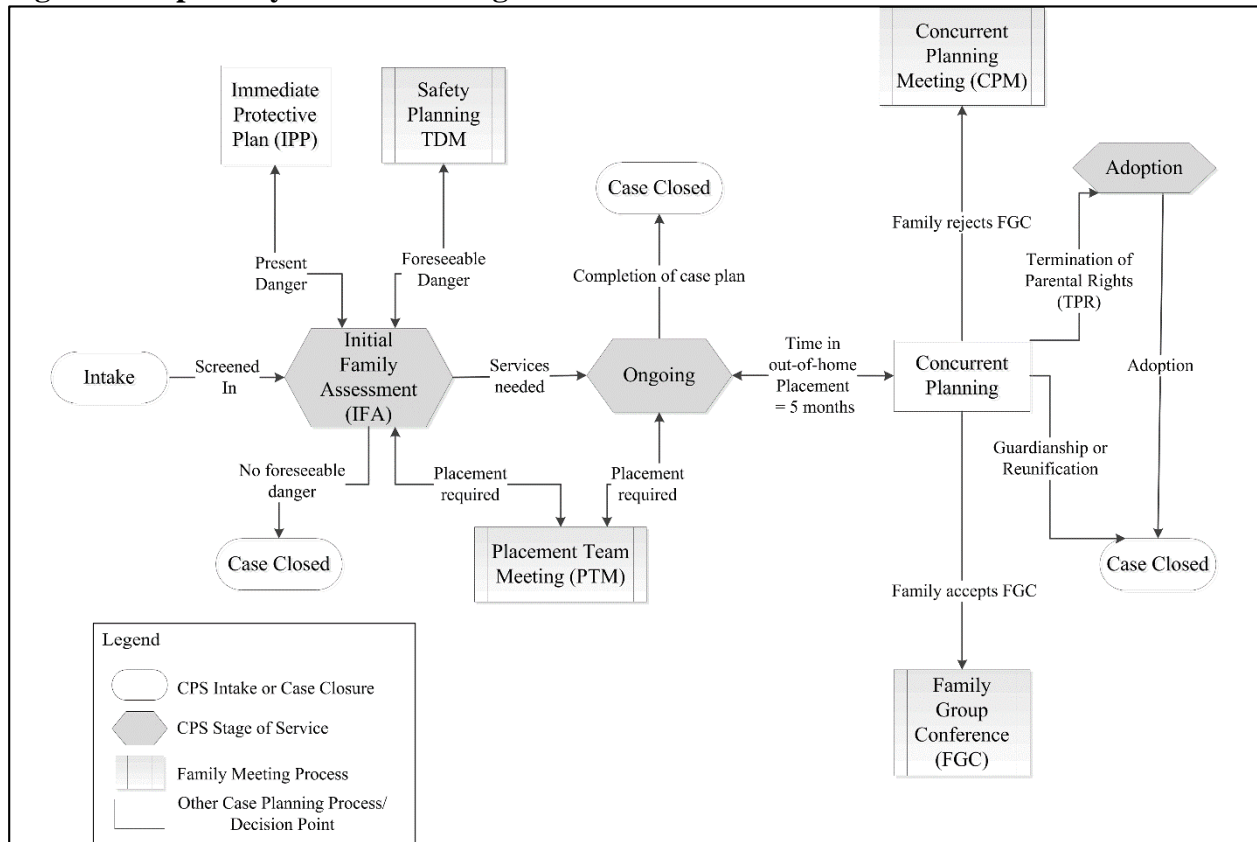 Concurrent
Planning
Meeting (CPM)
Immediate
Protective
Plan (IPP)
Safety
Planning
TDM
Case Closed
Adoption
Family rejects FGC
Present
Danger
Foreseeable
Danger
Completion of case plan
Termination of
Parental Rights
(TPR)
Intake
Screened
In
Initial
Family
Assessment
(IFA)
Services
needed
Ongoing
Time in
out-of-home
Placement
= 5 months
Concurrent
Planning
Adoption
No foreseeable
danger
Placement
required
Placement
required
Guardianship or
Reunification
Case Closed
Placement Team
Meeting (PTM)
Case Closed
Family accepts FGC
Family
Group
Conference
(FGC)
Legend
CPS Intake or Case Closure
CPS Stage of Service
Family Meeting Process
Other Case Planning Process/
Decision Point